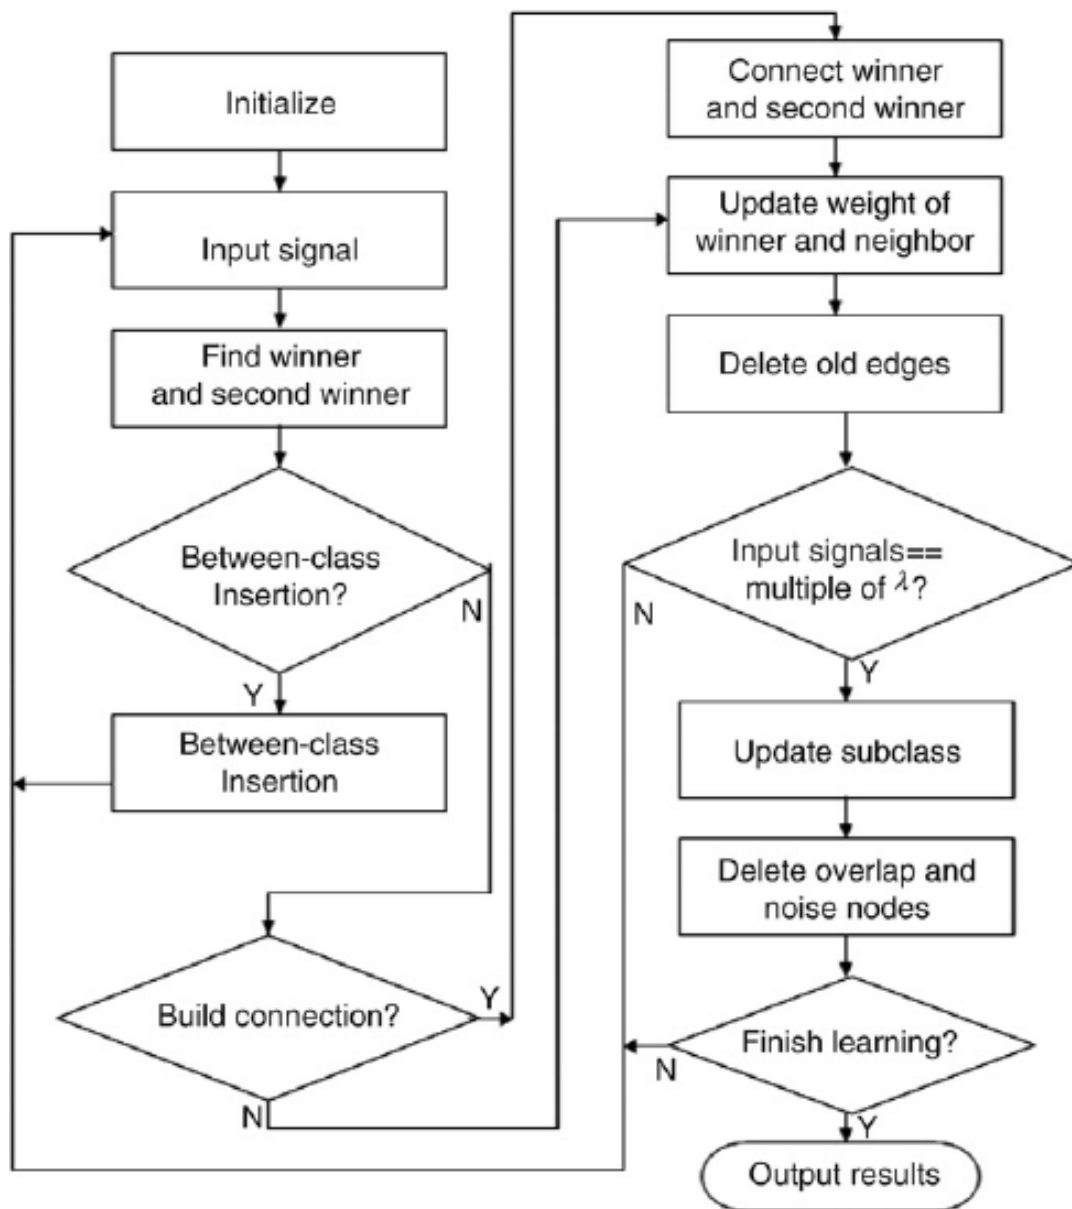 Initialize
Input signal
Find winner
and second winner
Between-class
Insertion?
N
Y
Between-class
Insertion
Build connection?
Y
N
Connect winner
and second winner
Update weight of
winner and neighbor
Delete old edges
Input signals==
multiple of λ?
N
Y
Update subclass
Delete overlap and
noise nodes
Finish learning?
N
Y
Output results